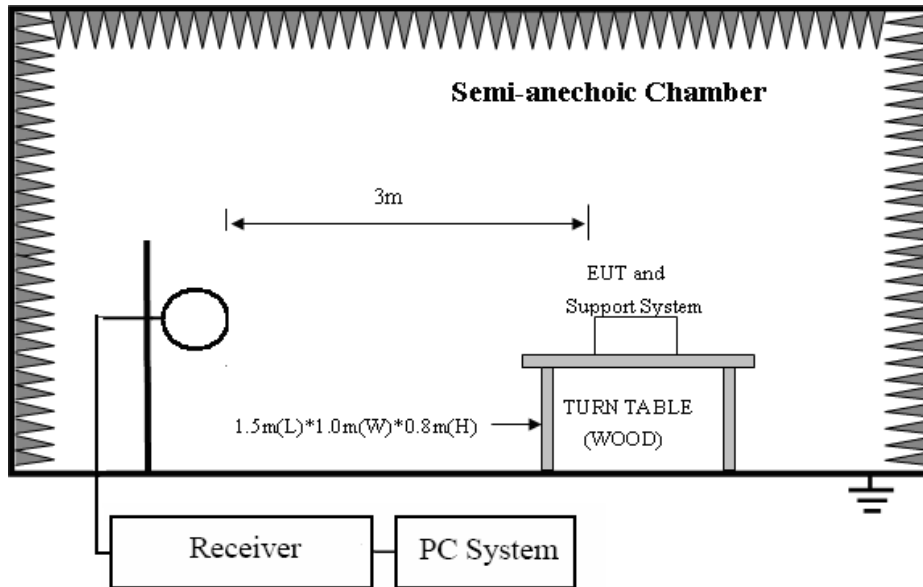 Semi-anechoic Chamber
3m
EUT and
Support System
1.5m(L)*1.0m(W)*0.8m(H)
TURN TABLE
(WOOD)
Receiver
PC System